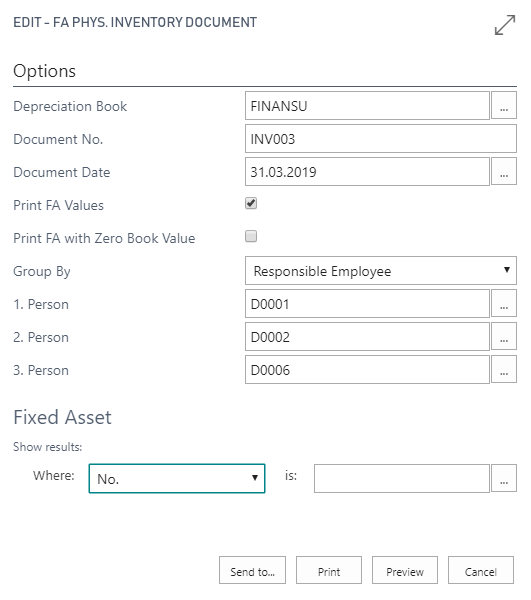 EDIT - FA PHYS. INVENTORY DOCUMENT
Options
Depreciation Book FINANSU ...
Document No. INV003
Document Date 31.03.2019 ...
Print FA Values
Print FA with Zero Book Value
Group By Responsible Employee
1. Person D0001 ...
2. Person D0002 ...
3. Person D0006 ...
Fixed Asset
Show results:
Where: No. is: ...
Send to... Print Preview Cancel